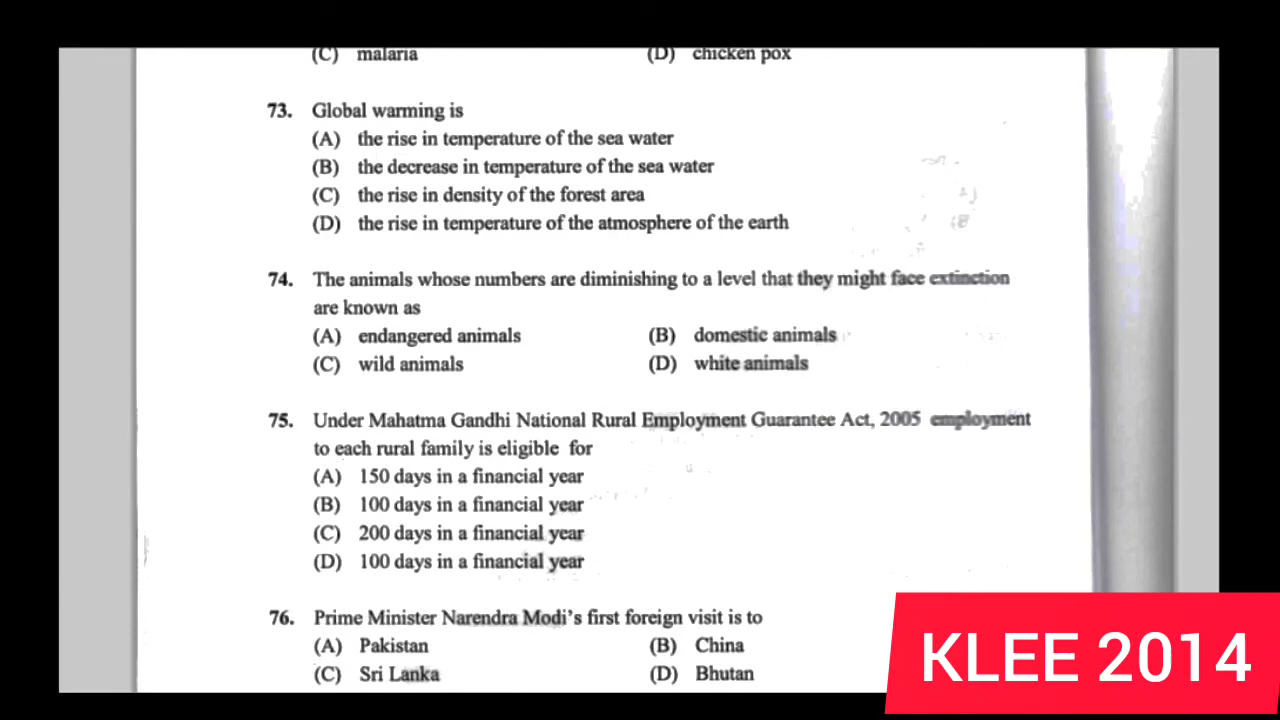 (C) malaria (D) chicken pox
73. Global warming is
(A) the rise in temperature of the sea water
(B) the decrease in temperature of the sea water
(C) the rise in density of the forest area
(D) the rise in temperature of the atmosphere of the earth
74. The animals whose numbers are diminishing to a level that they might face extinction
are known as
(A) endangered animals (B) domestic animals
(C) wild animals (D) white animals
75. Under Mahatma Gandhi National Rural Employment Guarantee Act, 2005 employment
to each rural family is eligible for
(A) 150 days in a financial year
(B) 100 days in a financial year
(C) 200 days in a financial year
(D) 100 days in a financial year
76. Prime Minister Narendra Modi's first foreign visit is to
(A) Pakistan (B) China
(C) Sri Lanka (D) Bhutan
KLEE 2014